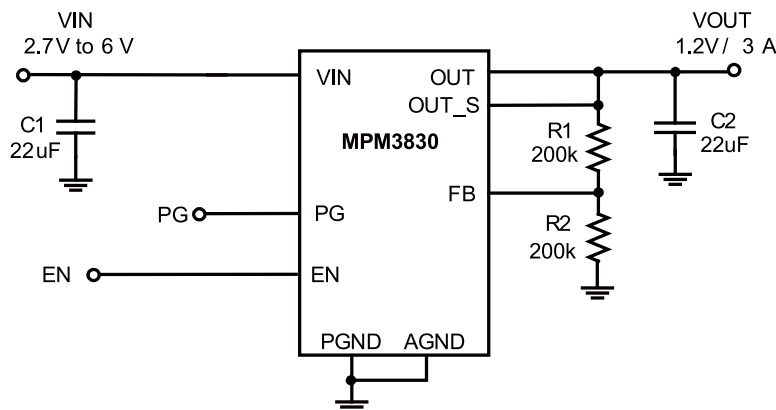 VIN
2.7V to 6 V
VOUT
1.2V / 3 A
VIN
OUT
OUT_S
C1
22uF
MPM3830
R1
200k
C2
22uF
FB
PG
PG
R2
200k
EN
EN
PGND
AGND